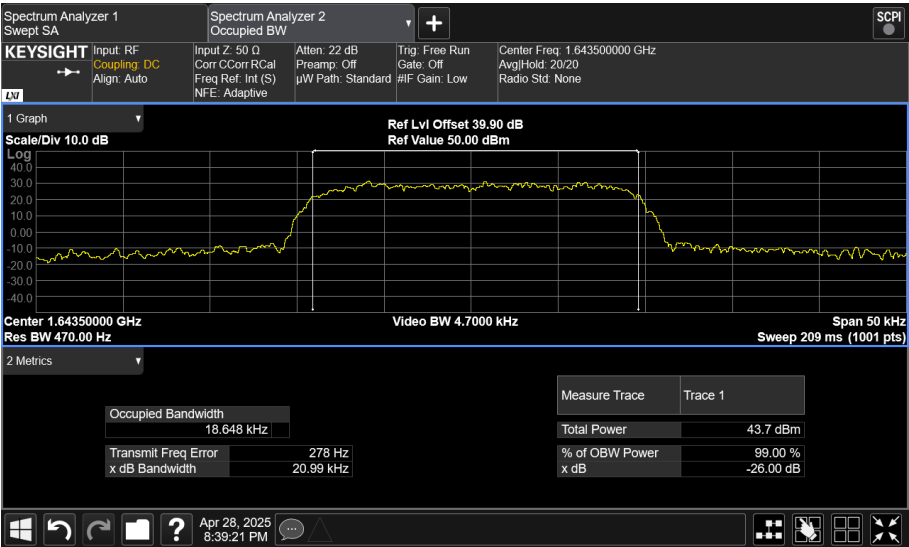 Spectrum Analyzer 1
Swept SA
Spectrum Analyzer 2
Occupied BW
SCPI
KEYSIGHT
LXI
Input: RF
Coupling: DC
Align: Auto
Input Z: 50 Ω
Corr CCorr RCal
Freq Ref: Int (S)
NFE: Adaptive
Atten: 22 dB
Preamp: Off
µW Path: Standard
Trig: Free Run
Gate: Off
#IF Gain: Low
Center Freq: 1.643500000 GHz
Avg|Hold: 20/20
Radio Std: None
1 Graph
Scale/Div 10.0 dB
Ref Lvl Offset 39.90 dB
Ref Value 50.00 dBm
Log
40.0
30.0
20.0
10.0
0.00
-10.0
-20.0
-30.0
-40.0
Center 1.64350000 GHz
Video BW 4.7000 kHz
Span 50 kHz
Res BW 470.00 Hz
Sweep 209 ms (1001 pts)
2 Metrics
Occupied Bandwidth
18.648 kHz
Transmit Freq Error 278 Hz
x dB Bandwidth 20.99 kHz
Measure Trace Trace 1
Total Power 43.7 dBm
% of OBW Power 99.00 %
x dB -26.00 dB
?
Apr 28, 2025
8:39:21 PM